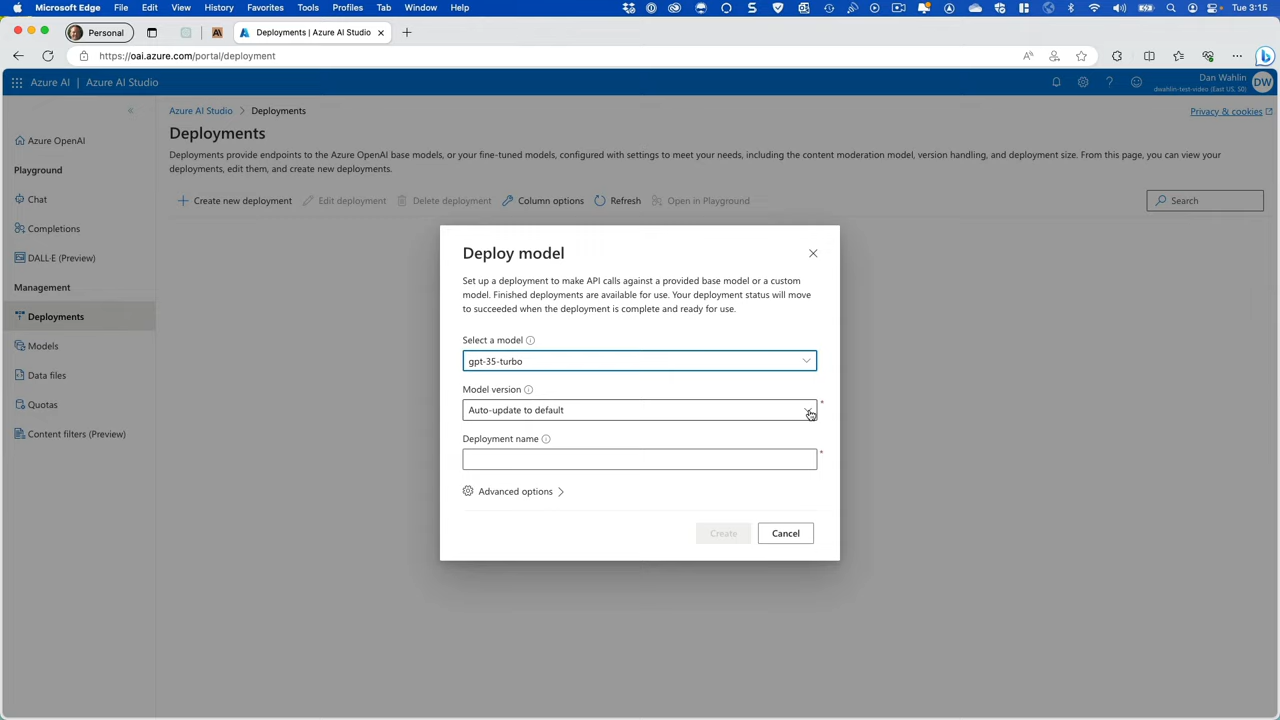 Microsoft Edge File Edit View History Favorites Tools Profiles Tab Window Help Tue 3:15
Personal
Deployments | Azure AI Studio
https://oai.azure.com/portal/deployment
Azure AI | Azure AI Studio
Dan Wahlin
dwahlin-test-video (East US, S0)
DW
Azure AI Studio > Deployments
Privacy & cookies
Deployments
Deployments provide endpoints to the Azure OpenAI base models, or your fine-tuned models, configured with settings to meet your needs, including the content moderation model, version handling, and deployment size. From this page, you can view your
deployments, edit them, and create new deployments.
Create new deployment Edit deployment Delete deployment Column options Refresh Open in Playground Search
Azure OpenAI
Playground
Chat
Completions
DALL·E (Preview)
Management
Deployments
Models
Data files
Quotas
Content filters (Preview)
Deploy model
Set up a deployment to make API calls against a provided base model or a custom
model. Finished deployments are available for use. Your deployment status will move
to succeeded when the deployment is complete and ready for use.
Select a model
gpt-35-turbo
Model version
Auto-update to default
*
Deployment name
*
Advanced options
Create Cancel